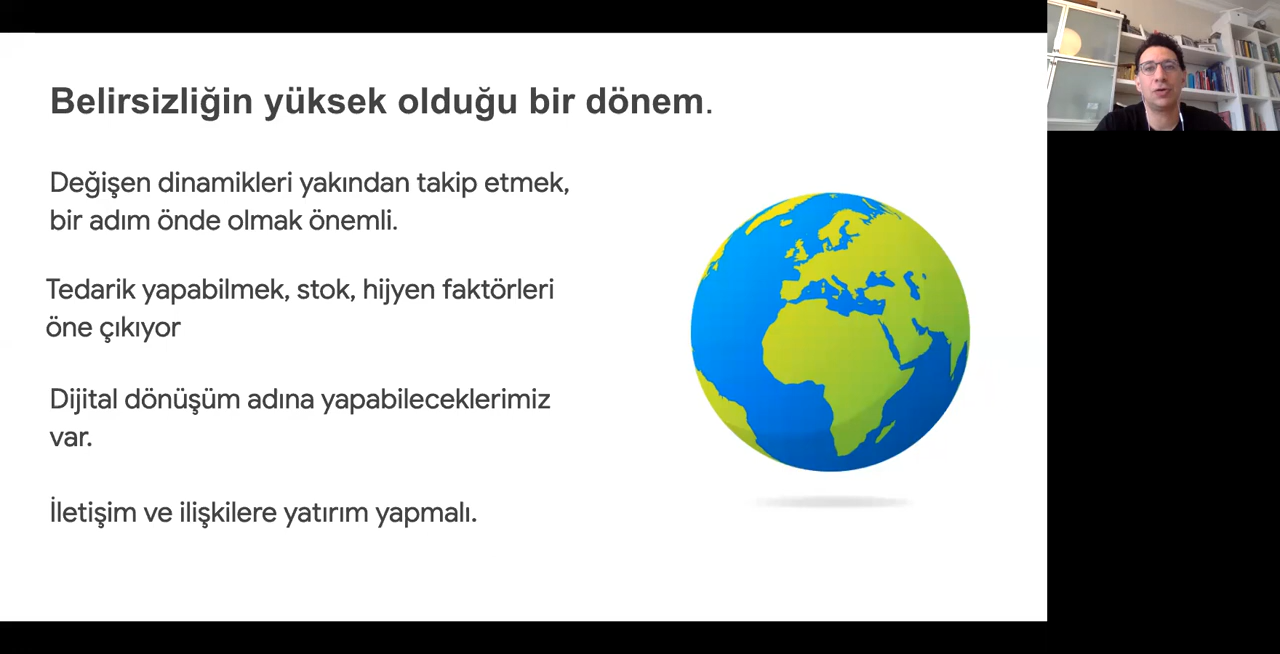 Belirsizliğin yüksek olduğu bir dönem.
Değişen dinamikleri yakından takip etmek,
bir adım önde olmak önemli.
Tedarik yapabilmek, stok, hijyen faktörleri
öne çıkıyor
Dijital dönüşüm adına yapabileceklerimiz
var.
İletişim ve ilişkilere yatırım yapmalı.